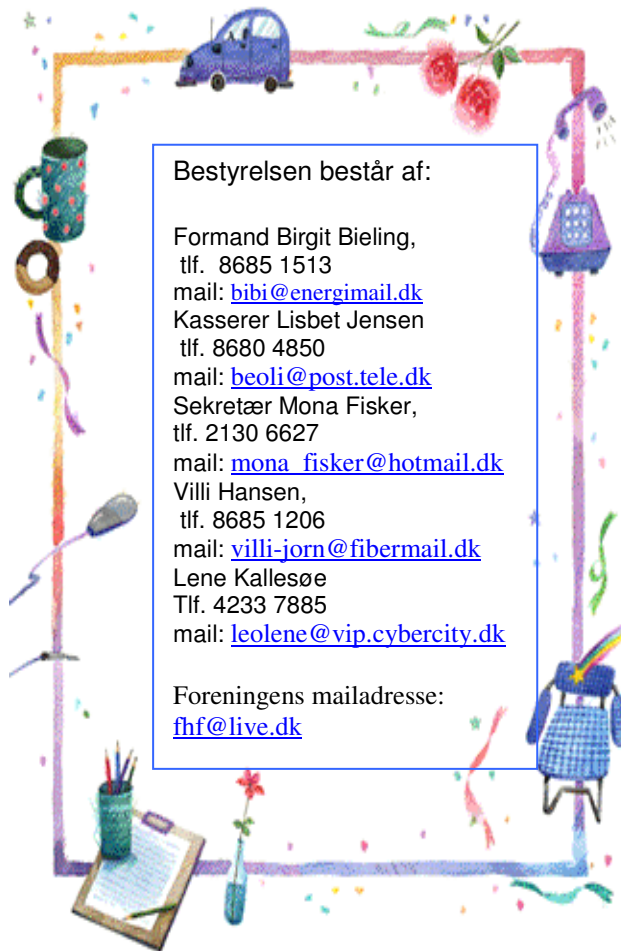 Bestyrelsen består af:
Formand Birgit Bieling,
tlf. 8685 1513
mail: bibi@energimail.dk
Kasserer Lisbet Jensen
tlf. 8680 4850
mail: beoli@post.tele.dk
Sekretær Mona Fisker,
tlf. 2130 6627
mail: mona_fisker@hotmail.dk
Villi Hansen,
tlf. 8685 1206
mail: villi-jorn@fibermail.dk
Lene Kallesøe
Tlf. 4233 7885
mail: leolene@vip.cybercity.dk
Foreningens mailadresse:
fhf@live.dk